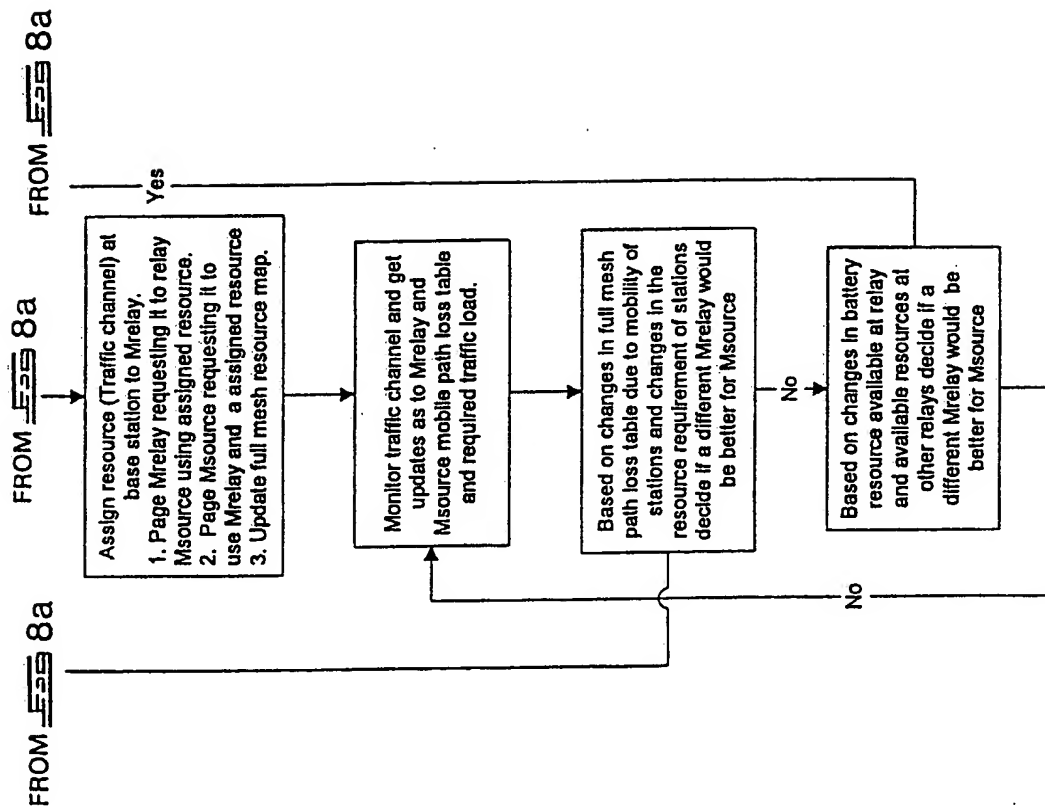 FROM Fig 8a
FROM Fig 8a
FROM Fig 8a
Assign resource (Traffic channel) at
base station to Mrelay.
1. Page Mrelay requesting it to relay
Msource using assigned resource.
2. Page Msource requesting it to
use Mrelay and a assigned resource
3. Update full mesh resource map.
Yes
Monitor traffic channel and get
updates as to Mrelay and
Msource mobile path loss table
and required traffic load.
Based on changes in full mesh
path loss table due to mobility of
stations and changes in the
resource requirement of stations
decide if a different Mrelay would
be better for Msource
No
Based on changes in battery
resource available at relay
and available resources at
other relays decide if a
different Mrelay would be
better for Msource
No